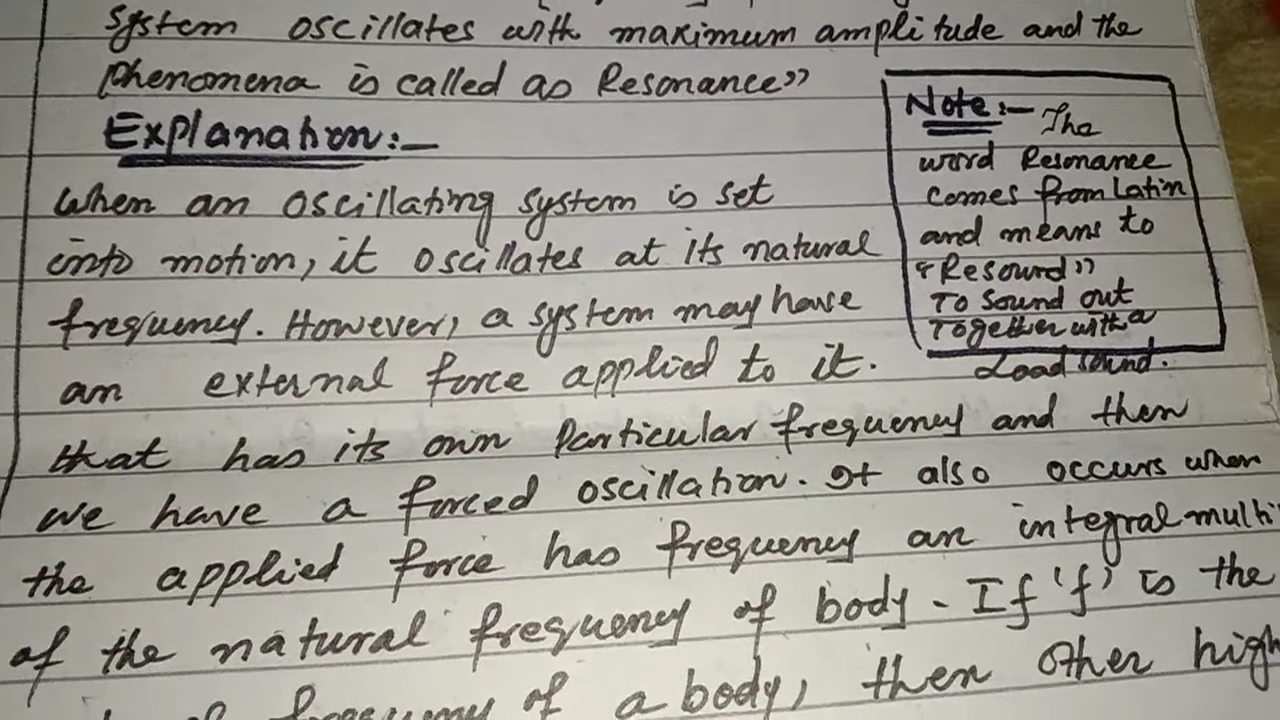 system oscillates with maximum amplitude and the
phenomena is called as Resonance”
Explanation:-
when an oscillating system is set
into motion, it oscillates at its natural
frequency. However, a system may have
an external force applied to it.
that has its own particular frequency and then
we have a forced oscillation. It also occurs when
the applied force has frequency an integral multi
of the natural frequency of body. If 'f' is the
frequency of a body, then other high
Note:- The
word Resonance
comes from Latin
and means to
“Resound”
To sound out
Together with a
Load sound.